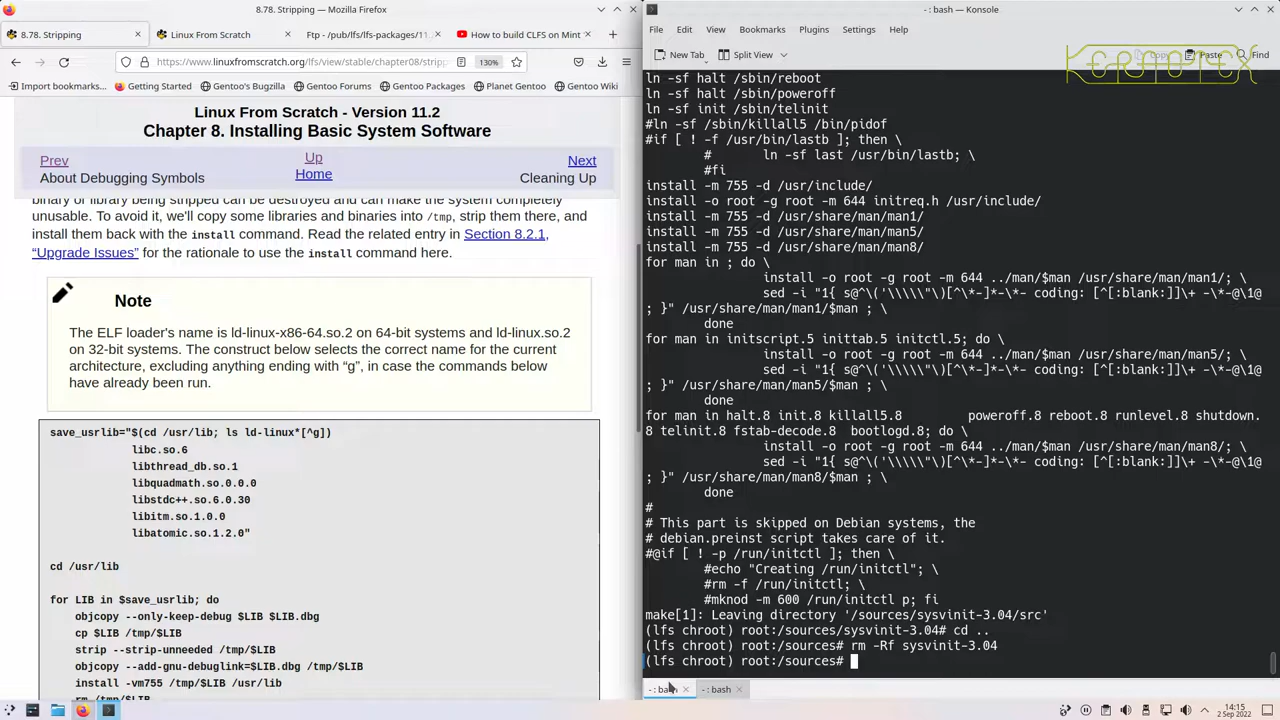 8.78. Stripping — Mozilla Firefox
8.78. Stripping
Linux From Scratch
Ftp - /pub/lfs/lfs-packages/11.
How to build CLFS on Mint
https://www.linuxfromscratch.org/lfs/view/stable/chapter08/strip
Import bookmarks...
Getting Started
Gentoo's Bugzilla
Gentoo Forums
Gentoo Packages
Planet Gentoo
Gentoo Wiki
Linux From Scratch - Version 11.2
Chapter 8. Installing Basic System Software
Prev
Up
Next
About Debugging Symbols
Home
Cleaning Up
binary or library being stripped can be destroyed and can make the system completely
unusable. To avoid it, we'll copy some libraries and binaries into /tmp, strip them there, and
install them back with the install command. Read the related entry in Section 8.2.1,
“Upgrade Issues” for the rationale to use the install command here.
Note
The ELF loader's name is ld-linux-x86-64.so.2 on 64-bit systems and ld-linux.so.2
on 32-bit systems. The construct below selects the correct name for the current
architecture, excluding anything ending with “g”, in case the commands below
have already been run.
save_usrlib="$(cd /usr/lib; ls ld-linux*[^g])
libc.so.6
libthread_db.so.1
libquadmath.so.0.0.0
libstdc++.so.6.0.30
libitm.so.1.0.0
libatomic.so.1.2.0"
cd /usr/lib
for LIB in $save_usrlib; do
objcopy --only-keep-debug $LIB $LIB.dbg
cp $LIB /tmp/$LIB
strip --strip-unneeded /tmp/$LIB
objcopy --add-gnu-debuglink=$LIB.dbg /tmp/$LIB
install -vm755 /tmp/$LIB /usr/lib
rm /tmp/$LIB
- : bash — Konsole
File
Edit
View
Bookmarks
Plugins
Settings
Help
New Tab
Split View
Copy
Paste
Find
KERNOTEX
ln -sf halt /sbin/reboot
ln -sf halt /sbin/poweroff
ln -sf init /sbin/telinit
#ln -sf /sbin/killall5 /bin/pidof
#if [ ! -f /usr/bin/lastb ]; then \
# ln -sf last /usr/bin/lastb; \
#fi
install -m 755 -d /usr/include/
install -o root -g root -m 644 initreq.h /usr/include/
install -m 755 -d /usr/share/man/man1/
install -m 755 -d /usr/share/man/man5/
install -m 755 -d /usr/share/man/man8/
for man in ; do \
install -o root -g root -m 644 ../man/$man /usr/share/man/man1/; \
sed -i "1{ s@^\('\\\\\"\)[^\*-]*-\*- coding: [^[:blank:]]\+ -\*-@\1@
; }" /usr/share/man/man1/$man ; \
done
for man in initscript.5 inittab.5 initctl.5; do \
install -o root -g root -m 644 ../man/$man /usr/share/man/man5/; \
sed -i "1{ s@^\('\\\\\"\)[^\*-]*-\*- coding: [^[:blank:]]\+ -\*-@\1@
; }" /usr/share/man/man5/$man ; \
done
for man in halt.8 init.8 killall5.8 poweroff.8 reboot.8 runlevel.8 shutdown.
8 telinit.8 fstab-decode.8 bootlogd.8; do \
install -o root -g root -m 644 ../man/$man /usr/share/man/man8/; \
sed -i "1{ s@^\('\\\\\"\)[^\*-]*-\*- coding: [^[:blank:]]\+ -\*-@\1@
; }" /usr/share/man/man8/$man ; \
done
#
# This part is skipped on Debian systems, the
# debian.preinst script takes care of it.
#@if [ ! -p /run/initctl ]; then \
#echo "Creating /run/initctl"; \
#rm -f /run/initctl; \
#mknod -m 600 /run/initctl p; fi
make[1]: Leaving directory '/sources/sysvinit-3.04/src'
(lfs chroot) root:/sources/sysvinit-3.04# cd ..
(lfs chroot) root:/sources# rm -Rf sysvinit-3.04
(lfs chroot) root:/sources#
- : bash
- : bash
14:15
2 Sep 2022